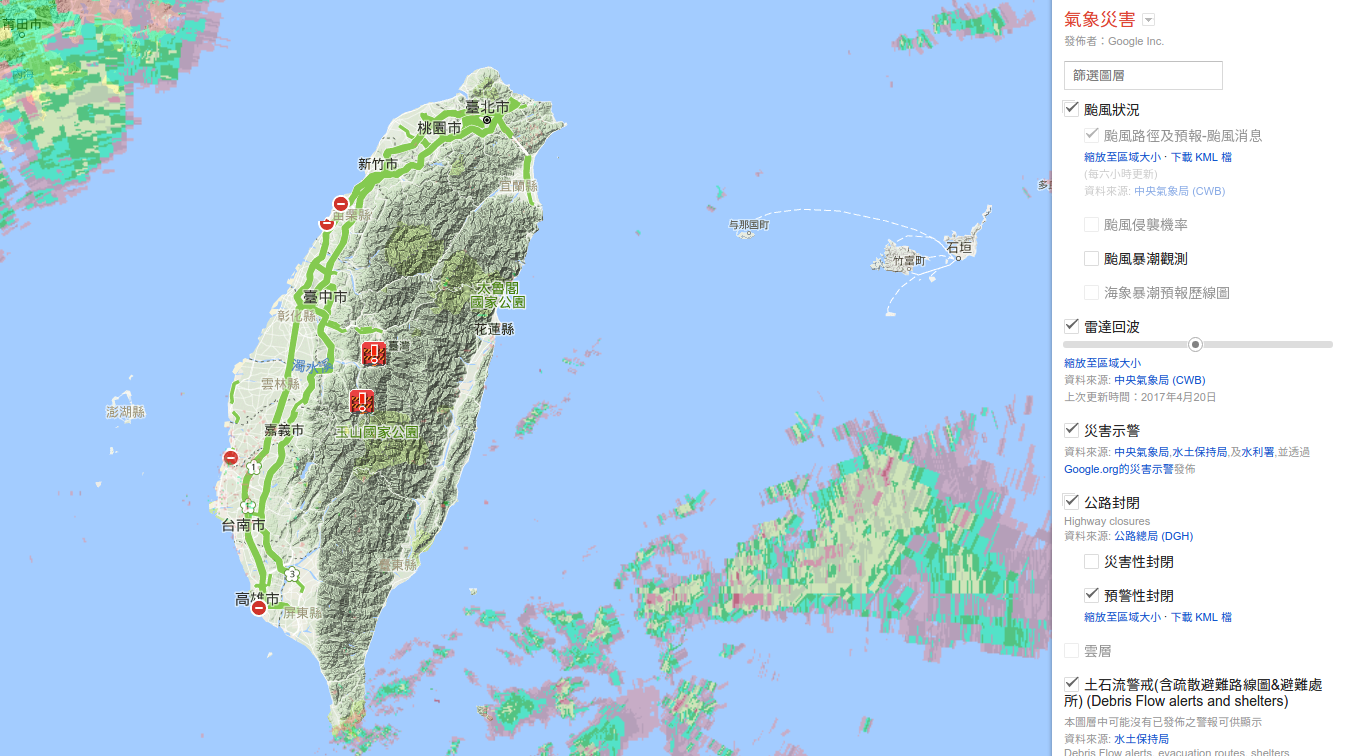 莆田市
臺北市
桃園市
新竹市
宜蘭縣
苗栗縣
多
与那国町
石垣
竹富町
太魯閣
國家公園
臺中市
彰化縣
花蓮縣
臺灣
濁水溪
雲林縣
澎湖縣
嘉義市
玉山國家公園
1
1
台南市
臺東縣
3
高雄市
屏東縣
氣象災害
發佈者：Google Inc.
篩選圖層
颱風狀況
颱風路徑及預報-颱風消息
縮放至區域大小 · 下載 KML 檔
(每六小時更新)
資料來源: 中央氣象局 (CWB)
颱風侵襲機率
颱風暴潮觀測
海象暴潮預報歷線圖
雷達回波
縮放至區域大小
資料來源: 中央氣象局 (CWB)
上次更新時間：2017年4月20日
災害示警
資料來源: 中央氣象局,水土保持局,及水利署,並透過
Google.org的災害示警發佈
公路封閉
Highway closures
資料來源: 公路總局 (DGH)
災害性封閉
預警性封閉
縮放至區域大小 · 下載 KML 檔
雲層
土石流警戒(含疏散避難路線圖&避難處
所) (Debris Flow alerts and shelters)
本圖層中可能沒有已發佈之警報可供顯示
資料來源: 水土保持局
Debris Flow alerts, evacuation routes, shelters